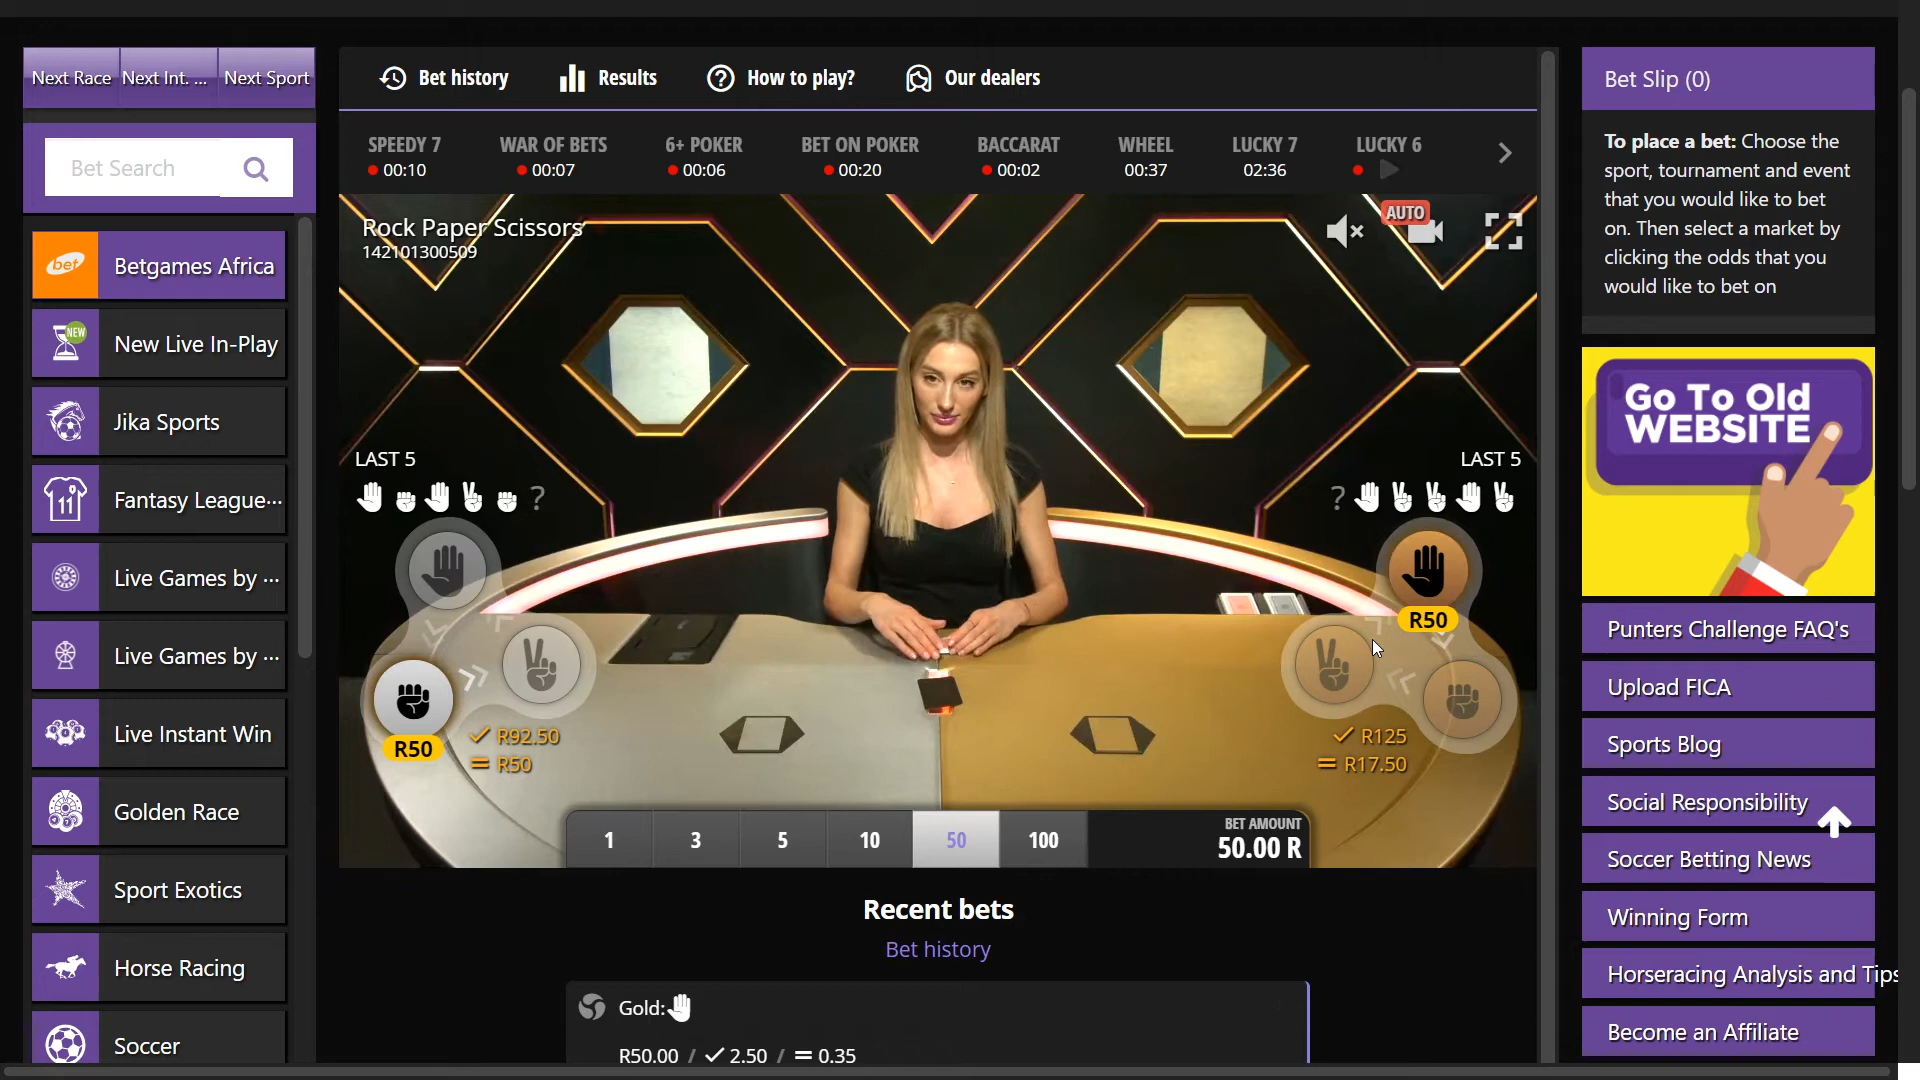 Next Race
Next Int. ...
Next Sport
Bet Search
bet
Betgames Africa
NEW
New Live In-Play
Jika Sports
11
Fantasy League...
Live Games by ...
Live Games by ...
Live Instant Win
Golden Race
Sport Exotics
Horse Racing
Soccer
Bet history
Results
? How to play?
Our dealers
SPEEDY 7
00:10
WAR OF BETS
00:07
6+ POKER
00:06
BET ON POKER
00:20
BACCARAT
00:02
WHEEL
00:37
LUCKY 7
02:36
LUCKY 6
Rock Paper Scissors
142101300509
AUTO
LAST 5
?
LAST 5
?
R50
R92.50
= R50
R50
R125
= R17.50
1
3
5
10
50
100
BET AMOUNT
50.00 R
Recent bets
Bet history
Gold:
R50.00 / ✓ 2.50 / = 0.35
Bet Slip (0)
To place a bet: Choose the
sport, tournament and event
that you would like to bet
on. Then select a market by
clicking the odds that you
would like to bet on
Go To Old
WEBSITE
Punters Challenge FAQ's
Upload FICA
Sports Blog
Social Responsibility
Soccer Betting News
Winning Form
Horseracing Analysis and Tips
Become an Affiliate